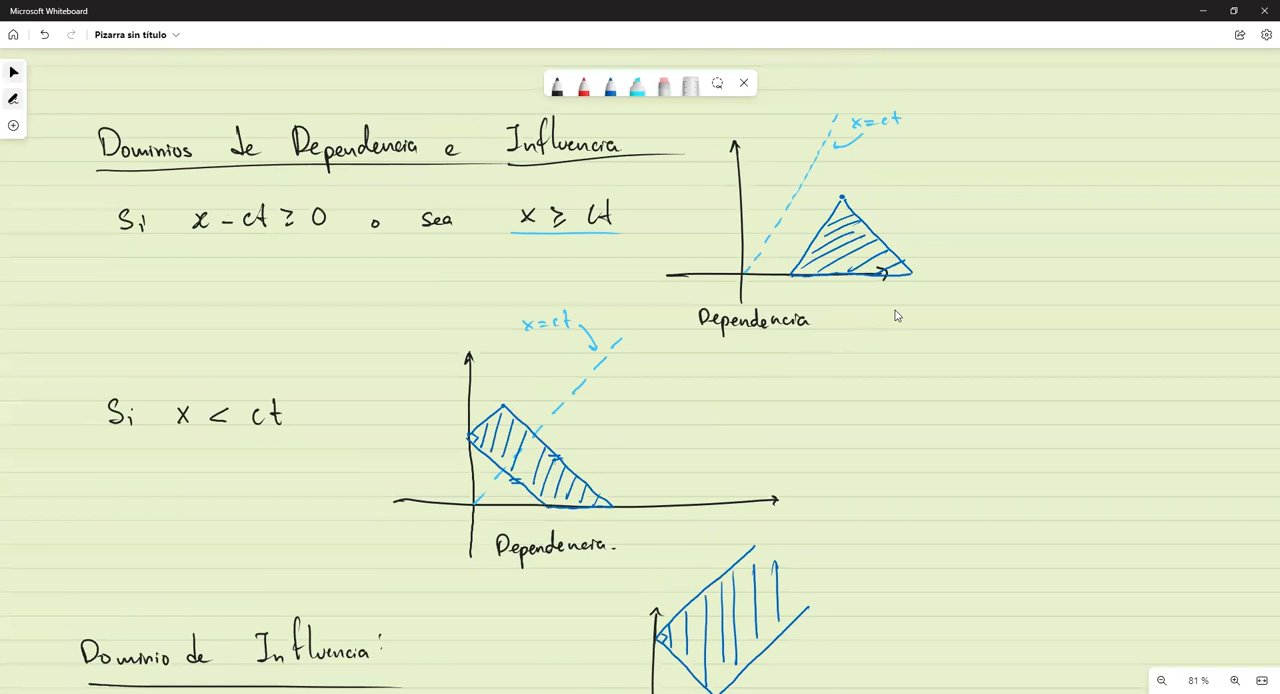 Microsoft Whiteboard
Pizarra sin título
Dominios de Dependencia e Influencia
x=ct
Si x - ct ≥ 0 o sea x ≥ ct
Dependencia
x=ct
Si x < ct
Dependencia.
Dominio de Influencia:
81 %